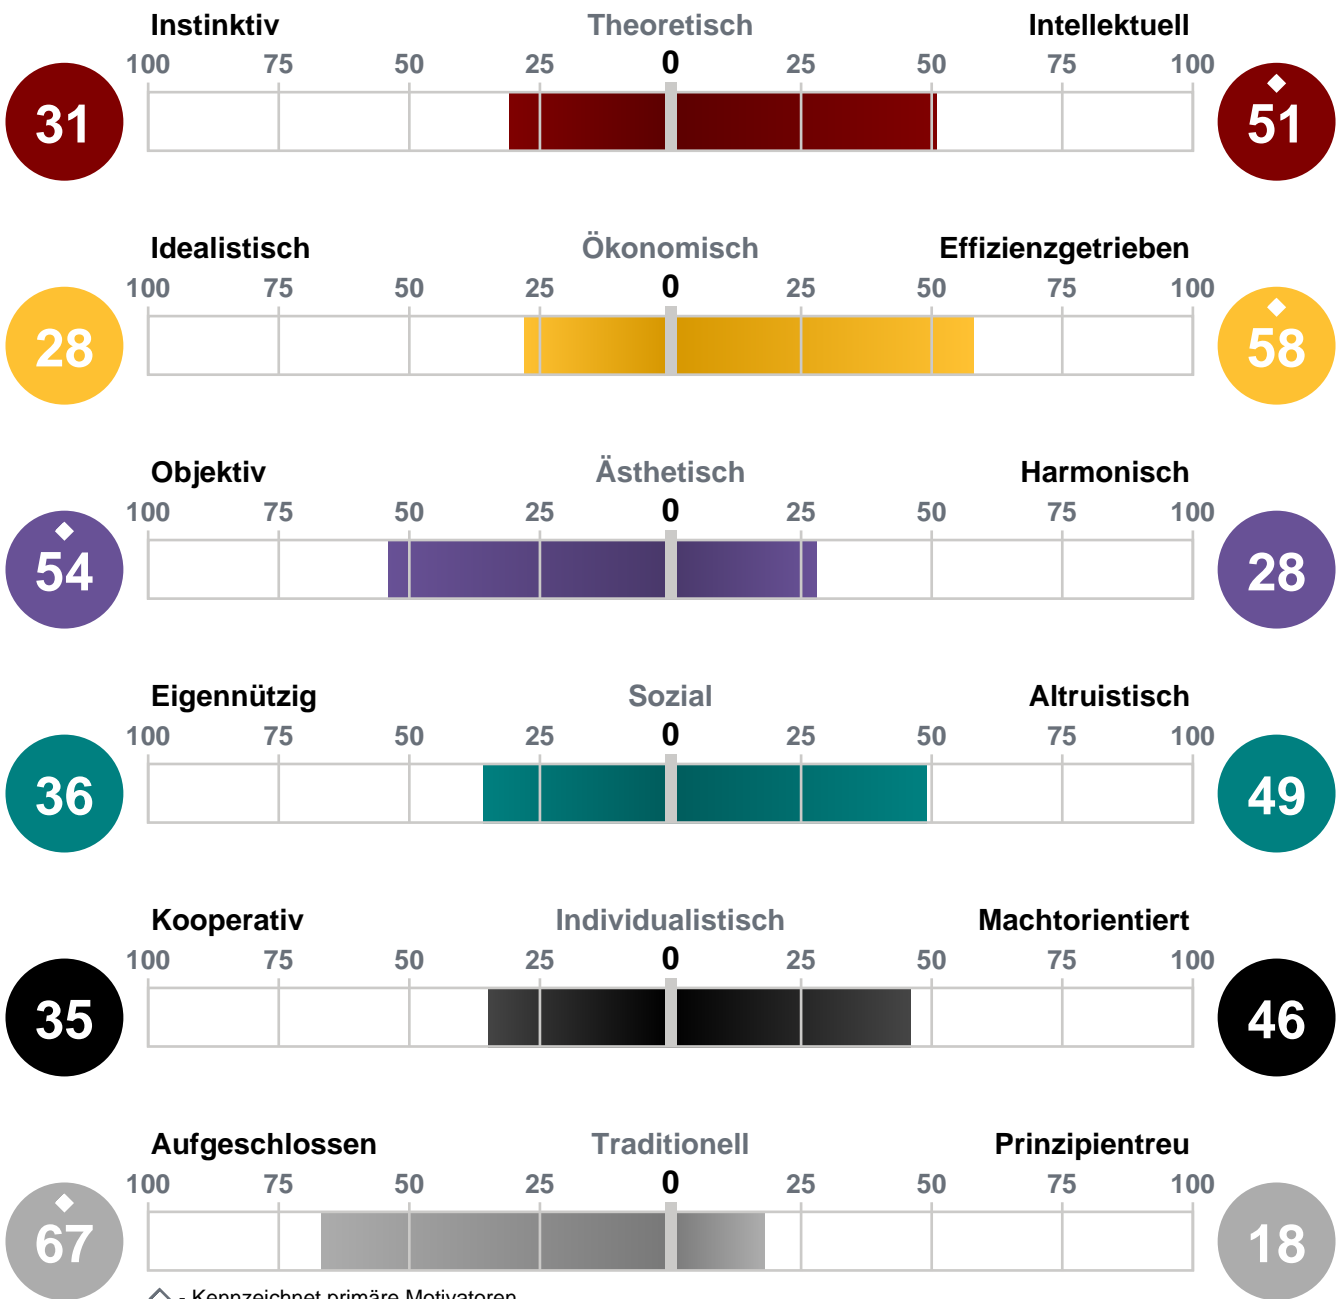 Instinktiv Theoretisch Intellektuell
100 75 50 25 0 25 50 75 100
31 51
Idealistisch Ökonomisch Effizienzgetrieben
100 75 50 25 0 25 50 75 100
28 58
Objektiv Ästhetisch Harmonisch
100 75 50 25 0 25 50 75 100
54 28
Eigennützig Sozial Altruistisch
100 75 50 25 0 25 50 75 100
36 49
Kooperativ Individualistisch Machtorientiert
100 75 50 25 0 25 50 75 100
35 46
Aufgeschlossen Traditionell Prinzipientreu
100 75 50 25 0 25 50 75 100
67 18
- Kennzeichnet primäre Motivatoren